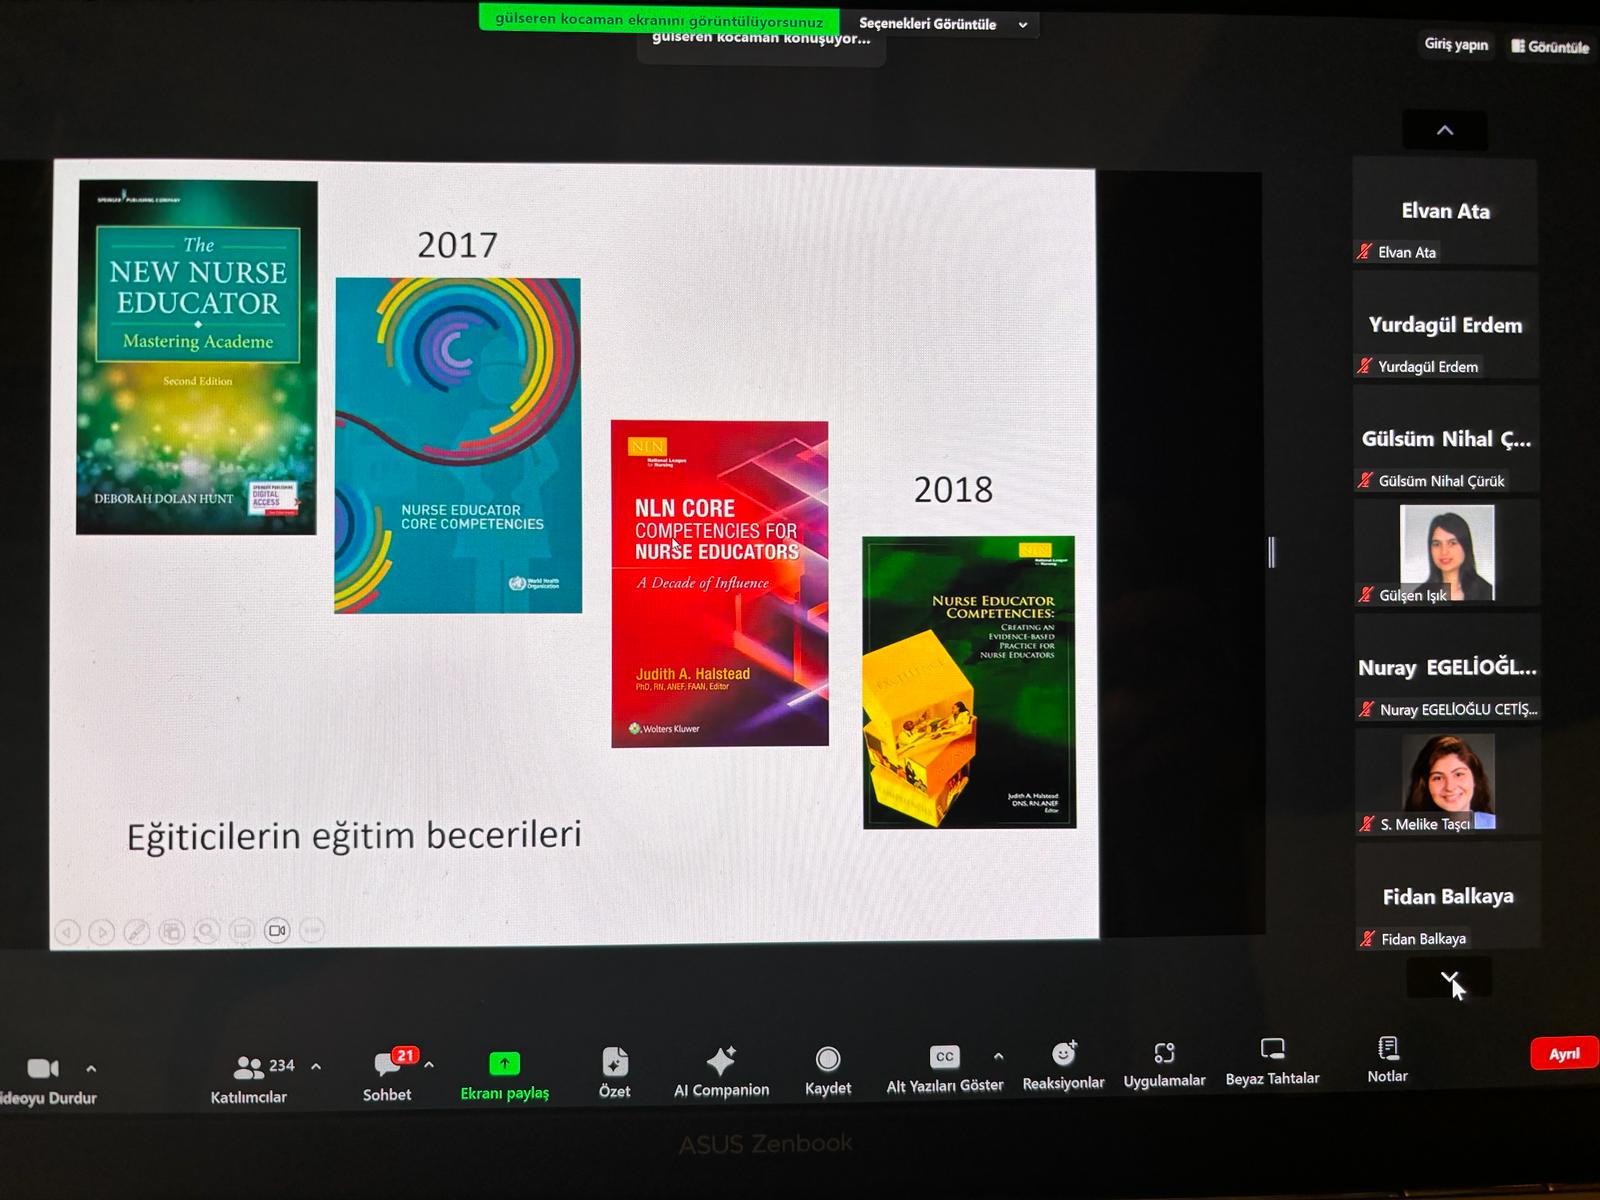 gülseren kocaman ekranını görüntülüyorsunuz
Seçenekleri Görüntüle
gülseren kocaman konuşuyor...
Giriş yapın
Görüntüle
SPRINGER PUBLISHING COMPANY
The
NEW NURSE
EDUCATOR
Mastering Academe
Second Edition
DEBORAH DOLAN HUNT
SPRINGER PUBLISHING
DIGITAL
ACCESS
2017
NURSE EDUCATOR
CORE COMPETENCIES
World Health
Organization
NLN
National League
for Nursing
NLN CORE
COMPETENCIES FOR
NURSE EDUCATORS
A Decade of Influence
Judith A. Halstead
PhD, RN, ANEF, FAAN, Editor
Wolters Kluwer
2018
NLN
National League
for Nursing
NURSE EDUCATOR
COMPETENCIES:
CREATING AN
EVIDENCE-BASED
PRACTICE FOR
NURSE EDUCATORS
EXCELLENCE
Judith A. Halstead
DNS, RN, ANEF
Editor
Eğiticilerin eğitim becerileri
Elvan Ata
Elvan Ata
Yurdagül Erdem
Yurdagül Erdem
Gülsüm Nihal Ç...
Gülsüm Nihal Çürük
Gülşen Işık
Nuray EGELİOĞL...
Nuray EGELİOĞLU CETİŞ...
S. Melike Taşcı
Fidan Balkaya
Fidan Balkaya
ideoyu Durdur
234
Katılımcılar
21
Sohbet
Ekranı paylaş
Özet
AI Companion
Kaydet
CC
Alt Yazıları Göster
Reaksiyonlar
Uygulamalar
Beyaz Tahtalar
Notlar
Ayrıl
ASUS Zenbook